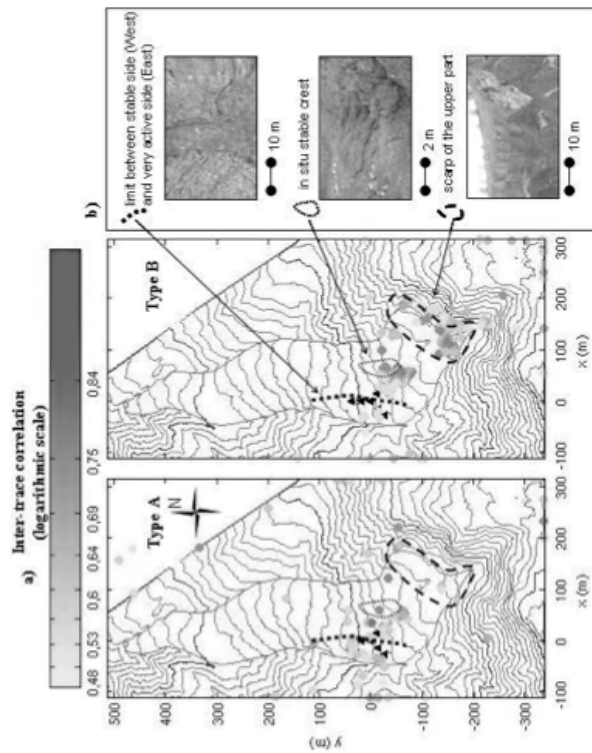 a)
Inter-trace correlation
(logarithmic scale)
0,48 0,53 0,6 0,64 0,69 0,75 0,84
Type A
N
500
400
300
200
100
0
-100
-200
-300
y (m)
-100 0 100 200 300
x (m)
Type B
-100 0 100 200 300
x (m)
b)
limit between stable side (West)
and very active side (East)
10 m
in situ stable crest
2 m
scarp of the upper part
10 m